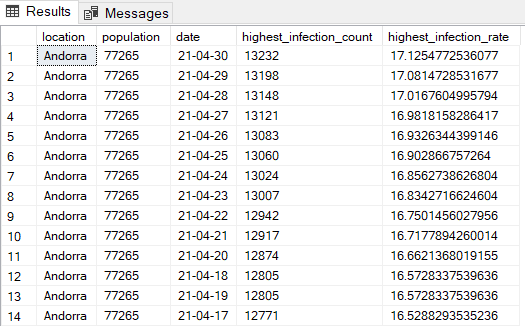 Results Messages
location population date highest_infection_count highest_infection_rate
1 Andorra 77265 21-04-30 13232 17.1254772536077
2 Andorra 77265 21-04-29 13198 17.0814728531677
3 Andorra 77265 21-04-28 13148 17.0167604995794
4 Andorra 77265 21-04-27 13121 16.9818158286417
5 Andorra 77265 21-04-26 13083 16.9326344399146
6 Andorra 77265 21-04-25 13060 16.902866757264
7 Andorra 77265 21-04-24 13024 16.8562738626804
8 Andorra 77265 21-04-23 13007 16.8342716624604
9 Andorra 77265 21-04-22 12942 16.7501456027956
10 Andorra 77265 21-04-21 12917 16.7177894260014
11 Andorra 77265 21-04-20 12874 16.6621368019155
12 Andorra 77265 21-04-18 12805 16.5728337539636
13 Andorra 77265 21-04-19 12805 16.5728337539636
14 Andorra 77265 21-04-17 12771 16.5288293535236